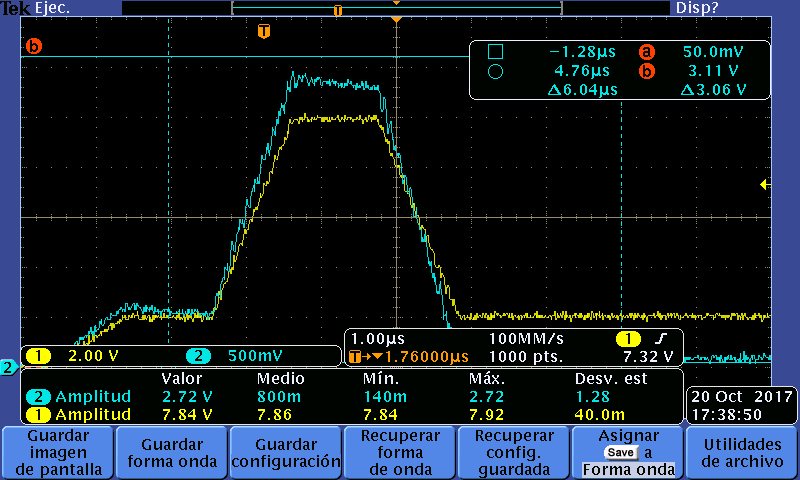 Tek Ejec. Disp?
T
T
b
−1.28µs a 50.0mV
4.76µs b 3.11 V
Δ6.04µs Δ3.06 V
1 2.00 V 2 500mV
1.00µs 100MM/s 1
T→▼1.76000µs 1000 pts. 7.32 V
2
Valor Medio Mín. Máx. Desv. est
2 Amplitud 2.72 V 800m 140m 2.72 1.28
1 Amplitud 7.84 V 7.86 7.84 7.92 40.0m
20 Oct 2017
17:38:50
Guardar
imagen
de pantalla
Guardar
forma onda
Guardar
configuración
Recuperar
forma
de onda
Recuperar
config.
guardada
Asignar
Save a
Forma onda
Utilidades
de archivo